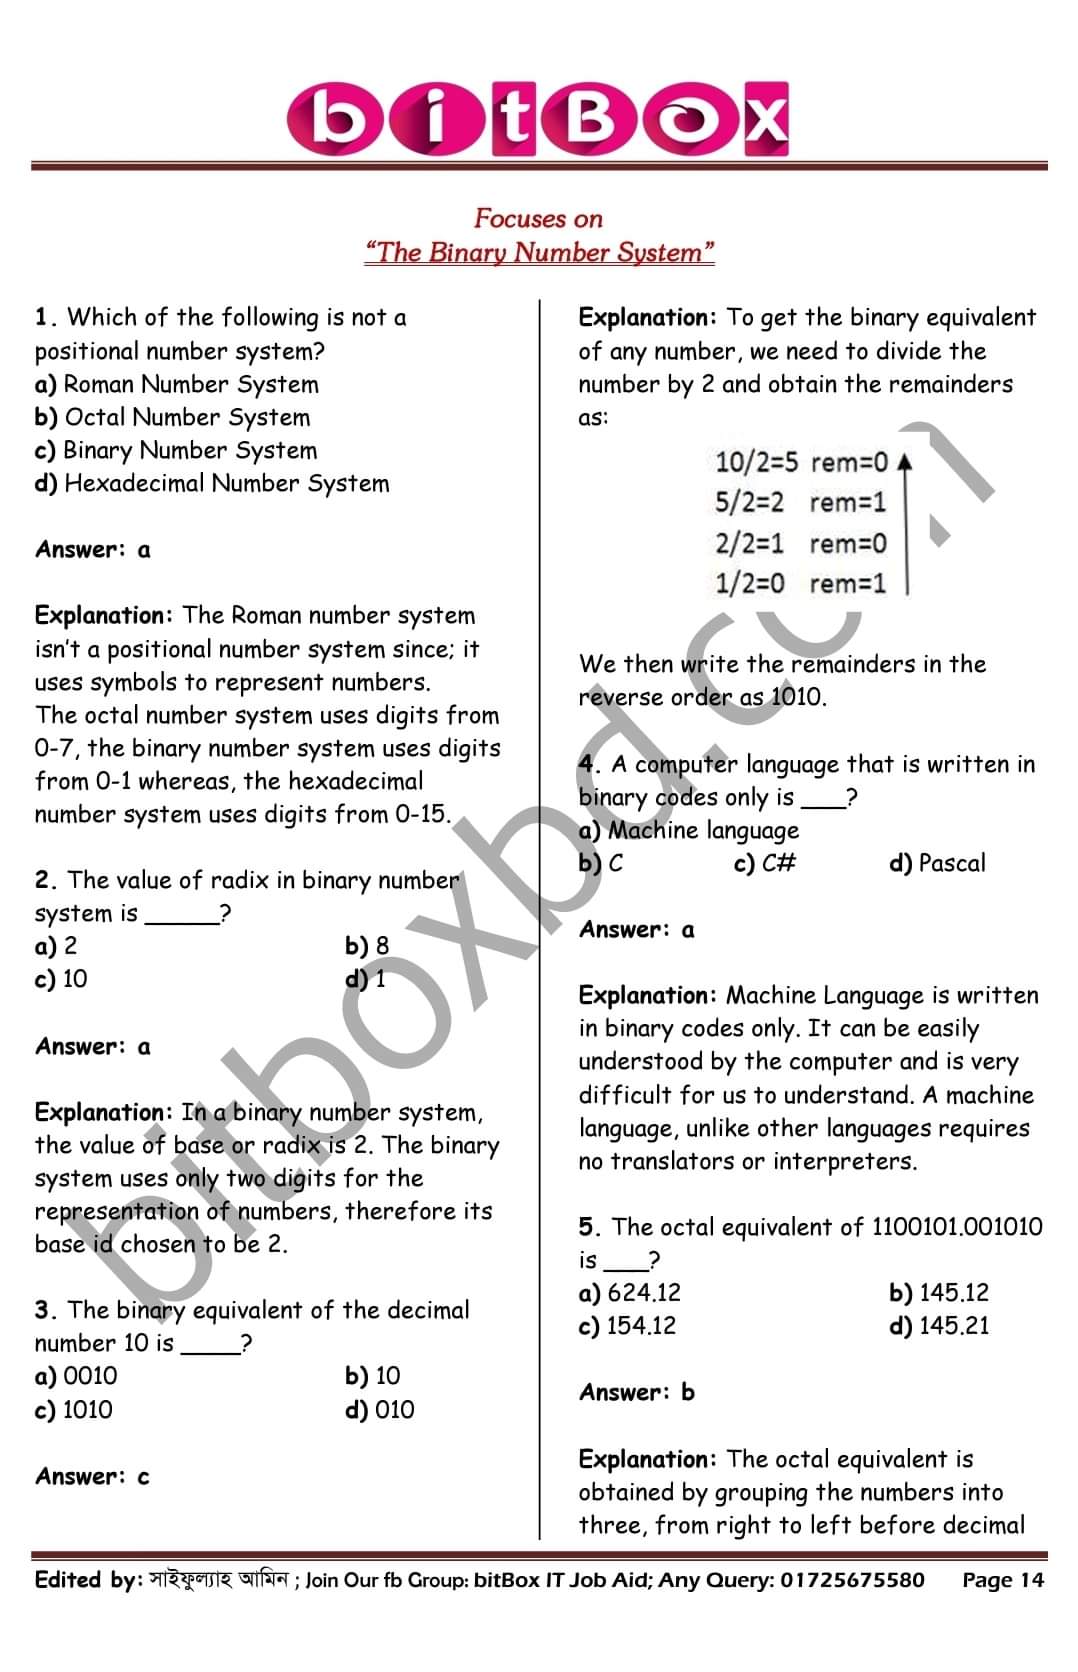 bitBox
Focuses on
“The Binary Number System”
1. Which of the following is not a
positional number system?
a) Roman Number System
b) Octal Number System
c) Binary Number System
d) Hexadecimal Number System
Answer: a
Explanation: The Roman number system
isn't a positional number system since; it
uses symbols to represent numbers.
The octal number system uses digits from
0-7, the binary number system uses digits
from 0-1 whereas, the hexadecimal
number system uses digits from 0-15.
2. The value of radix in binary number
system is ______?
a) 2 b) 8
c) 10 d) 1
Answer: a
Explanation: In a binary number system,
the value of base or radix is 2. The binary
system uses only two digits for the
representation of numbers, therefore its
base id chosen to be 2.
3. The binary equivalent of the decimal
number 10 is _____?
a) 0010 b) 10
c) 1010 d) 010
Answer: c
Explanation: To get the binary equivalent
of any number, we need to divide the
number by 2 and obtain the remainders
as:
10/2=5 rem=0
5/2=2 rem=1
2/2=1 rem=0
1/2=0 rem=1
We then write the remainders in the
reverse order as 1010.
4. A computer language that is written in
binary codes only is ____?
a) Machine language
b) C c) C# d) Pascal
Answer: a
Explanation: Machine Language is written
in binary codes only. It can be easily
understood by the computer and is very
difficult for us to understand. A machine
language, unlike other languages requires
no translators or interpreters.
5. The octal equivalent of 1100101.001010
is ____?
a) 624.12 b) 145.12
c) 154.12 d) 145.21
Answer: b
Explanation: The octal equivalent is
obtained by grouping the numbers into
three, from right to left before decimal
bitboxbd.com
Edited by: সাইফুল্যাহ আমিন ; Join Our fb Group: bitBox IT Job Aid; Any Query: 01725675580 Page 14